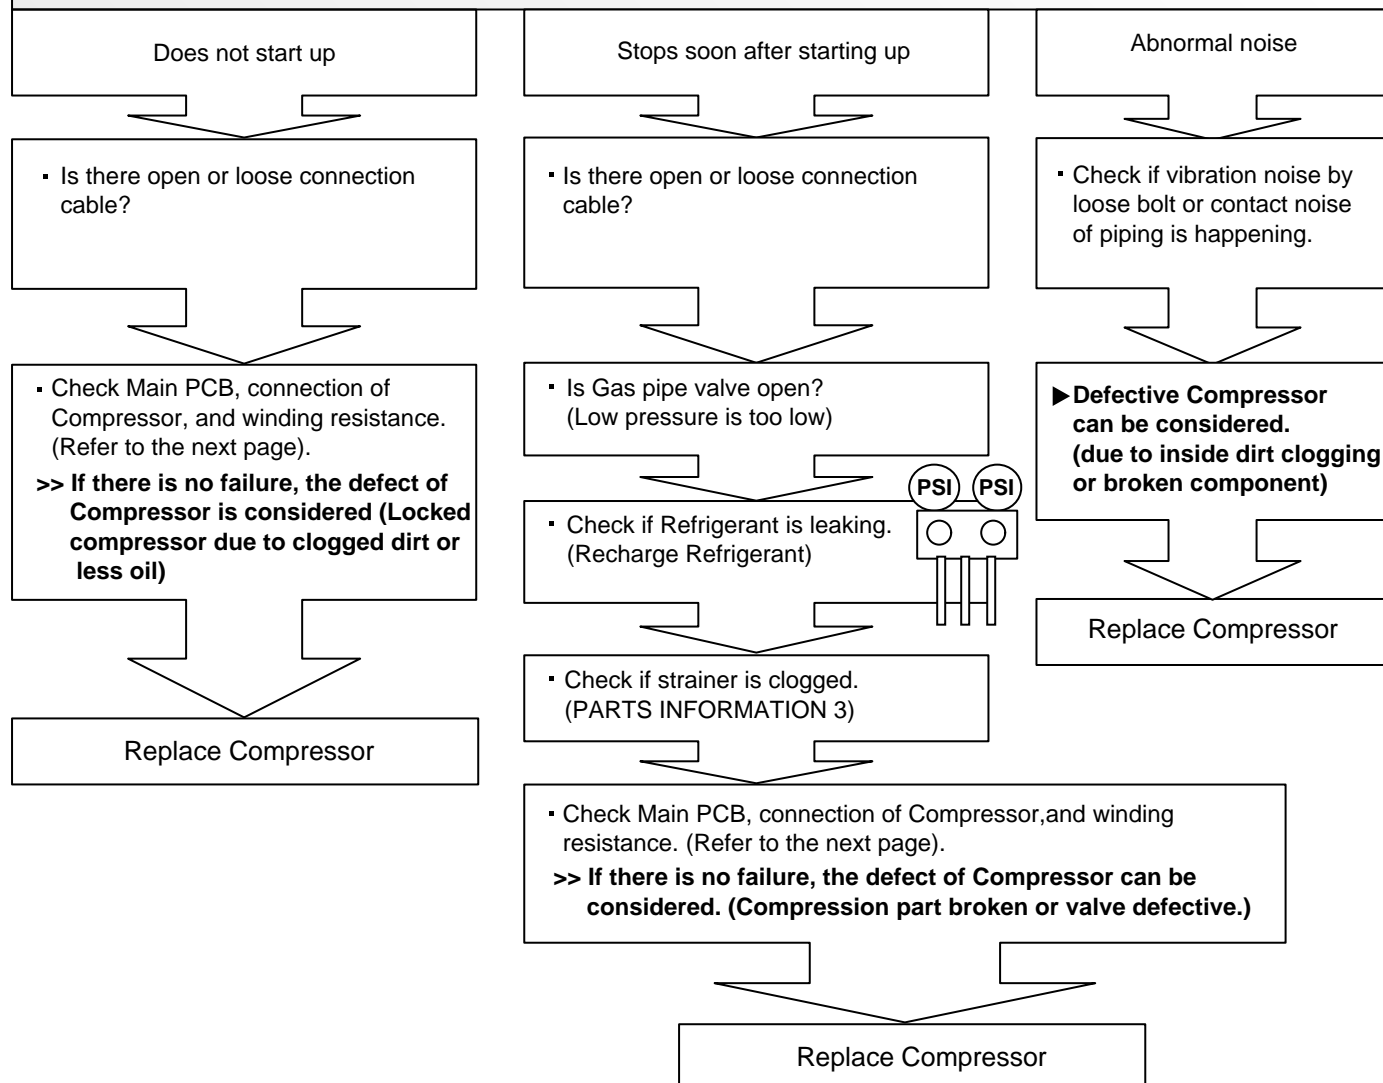 Does not start up
▪ Is there open or loose connection
cable?
▪ Check Main PCB, connection of
Compressor, and winding resistance.
(Refer to the next page).
>> If there is no failure, the defect of
Compressor is considered (Locked
compressor due to clogged dirt or
less oil)
Replace Compressor
Stops soon after starting up
▪ Is there open or loose connection
cable?
▪ Is Gas pipe valve open?
(Low pressure is too low)
▪ Check if Refrigerant is leaking.
(Recharge Refrigerant)
PSI PSI
▪ Check if strainer is clogged.
(PARTS INFORMATION 3)
▪ Check Main PCB, connection of Compressor,and winding
resistance. (Refer to the next page).
>> If there is no failure, the defect of Compressor can be
considered. (Compression part broken or valve defective.)
Replace Compressor
Abnormal noise
▪ Check if vibration noise by
loose bolt or contact noise
of piping is happening.
▶Defective Compressor
can be considered.
(due to inside dirt clogging
or broken component)
Replace Compressor